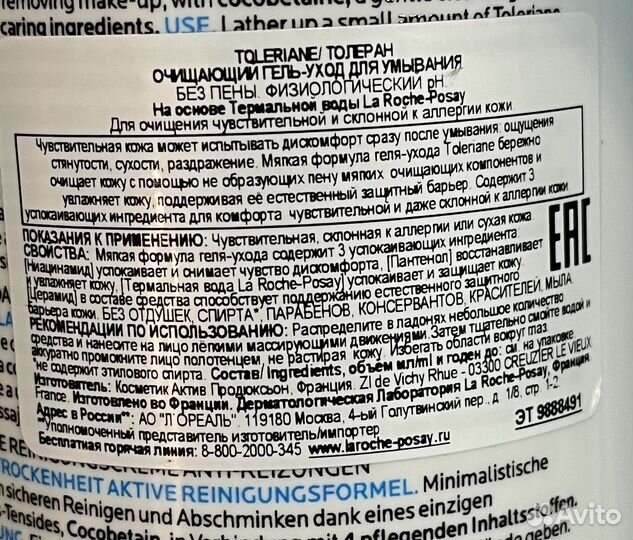 removing make-up, with cocobetaine, a gentle
caring ingredients. USE. Lather up a small amount of Toleriane
TOLERIANE/ ТОЛЕРАН
ОЧИЩАЮЩИЙ ГЕЛЬ-УХОД ДЛЯ УМЫВАНИЯ
БЕЗ ПЕНЫ. ФИЗИОЛОГИЧЕСКИЙ pH.
На основе Термальной воды La Roche-Posay
Для очищения чувствительной и склонной к аллергии кожи.
Чувствительная кожа может испытывать дискомфорт сразу после умывания: ощущения
стянутости, сухости, раздражение. Мягкая формула геля-ухода Toleriane бережно
очищает кожу с помощью не образующих пену мягких очищающих компонентов и
увлажняет кожу, поддерживая её естественный защитный барьер. Содержит 3
успокаивающих ингредиента для комфорта чувствительной и даже склонной к аллергии кожи.
EAC
ПОКАЗАНИЯ К ПРИМЕНЕНИЮ: Чувствительная, склонная к аллергии или сухая кожа
СВОЙСТВА: Мягкая формула геля-ухода содержит 3 успокаивающих ингредиента:
[Ниацинамид] успокаивает и снимает чувство дискомфорта, [Пантенол] восстанавливает
и увлажняет кожу, [Термальная вода La Roche-Posay] успокаивает и защищает кожу.
[Церамид] в составе средства способствует поддержанию естественного защитного
барьера кожи. БЕЗ ОТДУШЕК, СПИРТА*, ПАРАБЕНОВ, КОНСЕРВАНТОВ, КРАСИТЕЛЕЙ, МЫЛА
РЕКОМЕНДАЦИИ ПО ИСПОЛЬЗОВАНИЮ: Распределите в ладонях небольшое количество
средства и нанесите на лицо лёгкими массирующими движениями. Затем тщательно смойте водой и
аккуратно промокните лицо полотенцем, не растирая кожу. Избегать области вокруг глаз.
*не содержит этилового спирта. Состав/ Ingredients, объем мл/ml и годен до: см. на упаковке
Изготовитель: Косметик Актив Продюксьон, Франция. ZI de Vichy Rhue - 03300 CREUZIER LE VIEUX
France. Изготовлено во Франции. Дерматологическая Лаборатория La Roche-Posay, Франция.
Адрес в России**: АО "Л'ОРЕАЛЬ", 119180 Москва, 4-ый Голутвинский пер., д. 1/8, стр. 1-2
**Уполномоченный представитель изготовитель/импортер
Бесплатная горячая линия: 8-800-2000-345 www.laroche-posay.ru
ЭТ 9888491
E REINIGUNGSCREME ANTI-REIZUNGEN
TROCKENHEIT AKTIVE REINIGUNGSFORMEL. Minimalistische
sicheren Reinigen und Abschminken dank eines einzigen
-Tensides, Cocobetain, in Verbindung mit 4 pflegenden Inhaltsstoffen.
Avito